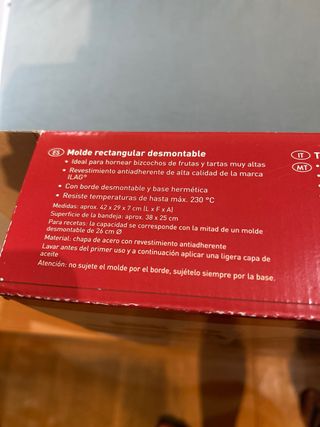 ES Molde rectangular desmontable
• Ideal para hornear bizcochos de frutas y tartas muy altas
• Revestimiento antiadherente de alta calidad de la marca
ILAG®
• Con borde desmontable y base hermética
• Resiste temperaturas de hasta máx. 230 °C
Medidas: aprox. 42 x 29 x 7 cm [L x F x A]
Superficie de la bandeja: aprox. 38 x 25 cm
Para recetas: la capacidad se corresponde con la mitad de un molde
desmontable de 26 cm Ø
Material: chapa de acero con revestimiento antiadherente
Lavar antes del primer uso y a continuación aplicar una ligera capa de
aceite
Atención: no sujete el molde por el borde, sujételo siempre por la base.
IT T
MT